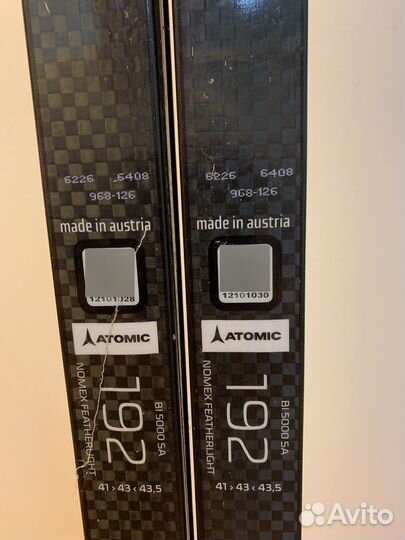 6226 6408
968-126
made in austria
12101028
ATOMIC
192
BI 5000 SA
NOMEX FEATHERLIGHT
41 › 43 ‹ 43,5
6226 6408
968-126
made in austria
12101030
ATOMIC
192
BI 5000 SA
NOMEX FEATHERLIGHT
41 › 43 ‹ 43,5
Avito